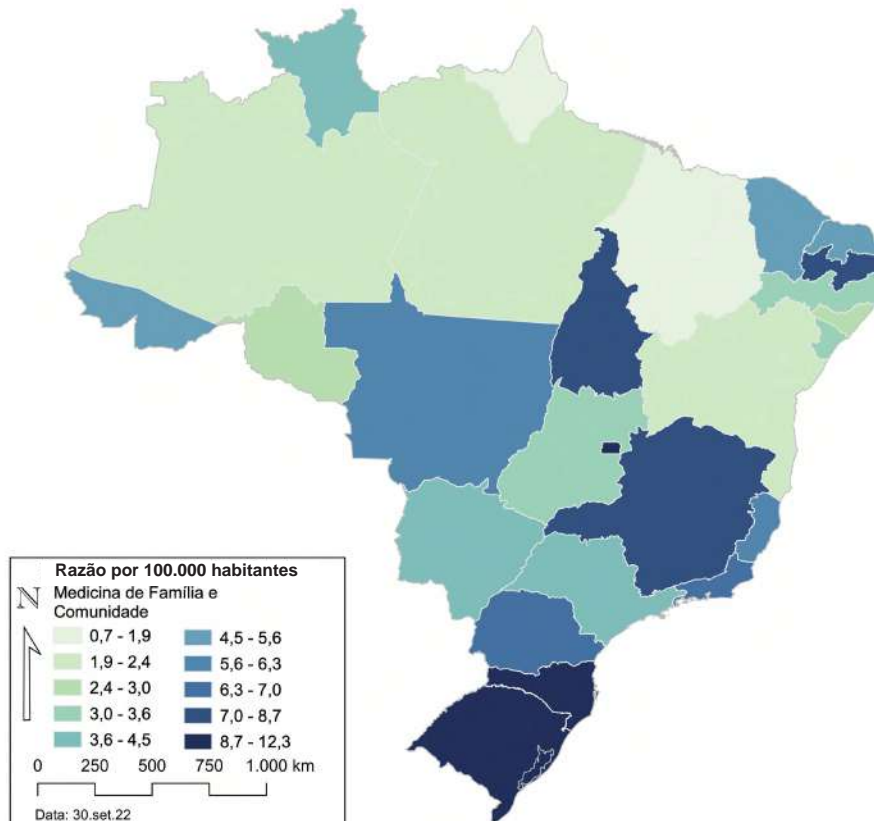 Razão por 100.000 habitantes
N
Medicina de Família e
Comunidade
0,7 - 1,9
1,9 - 2,4
2,4 - 3,0
3,0 - 3,6
3,6 - 4,5
4,5 - 5,6
5,6 - 6,3
6,3 - 7,0
7,0 - 8,7
8,7 - 12,3
0 250 500 750 1.000 km
Data: 30.set.22